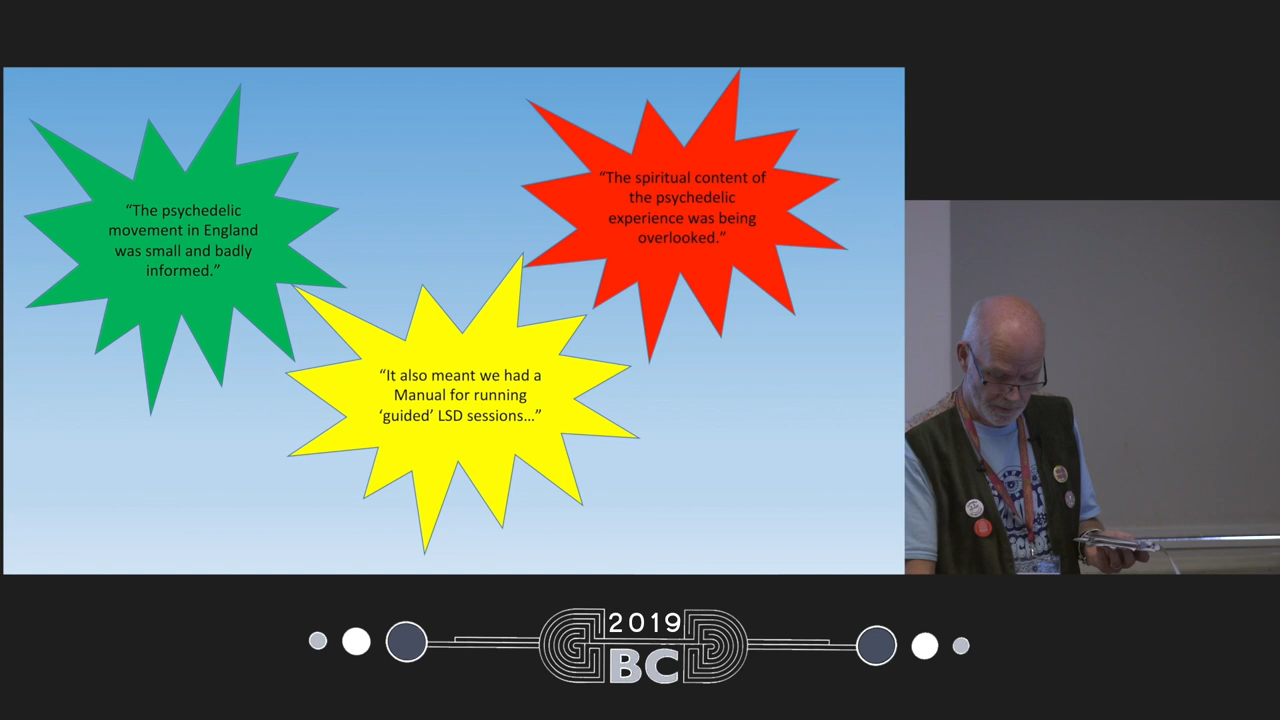 “The psychedelic
movement in England
was small and badly
informed.”
“The spiritual content of
the psychedelic
experience was being
overlooked.”
“It also meant we had a
Manual for running
‘guided’ LSD sessions…”
2019
BC